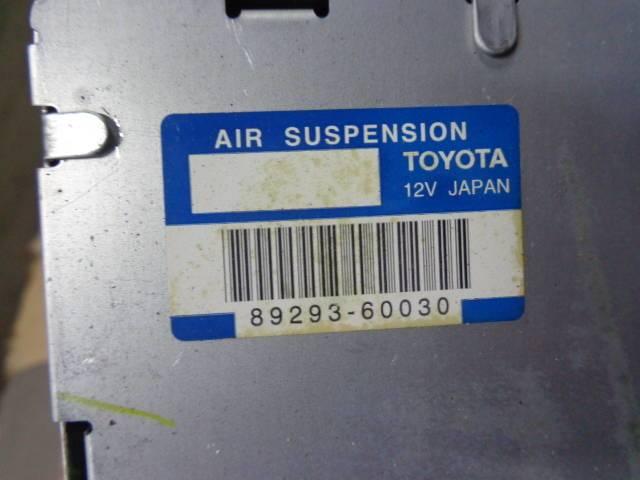 AIR SUSPENSION
TOYOTA
12V JAPAN
89293-60030